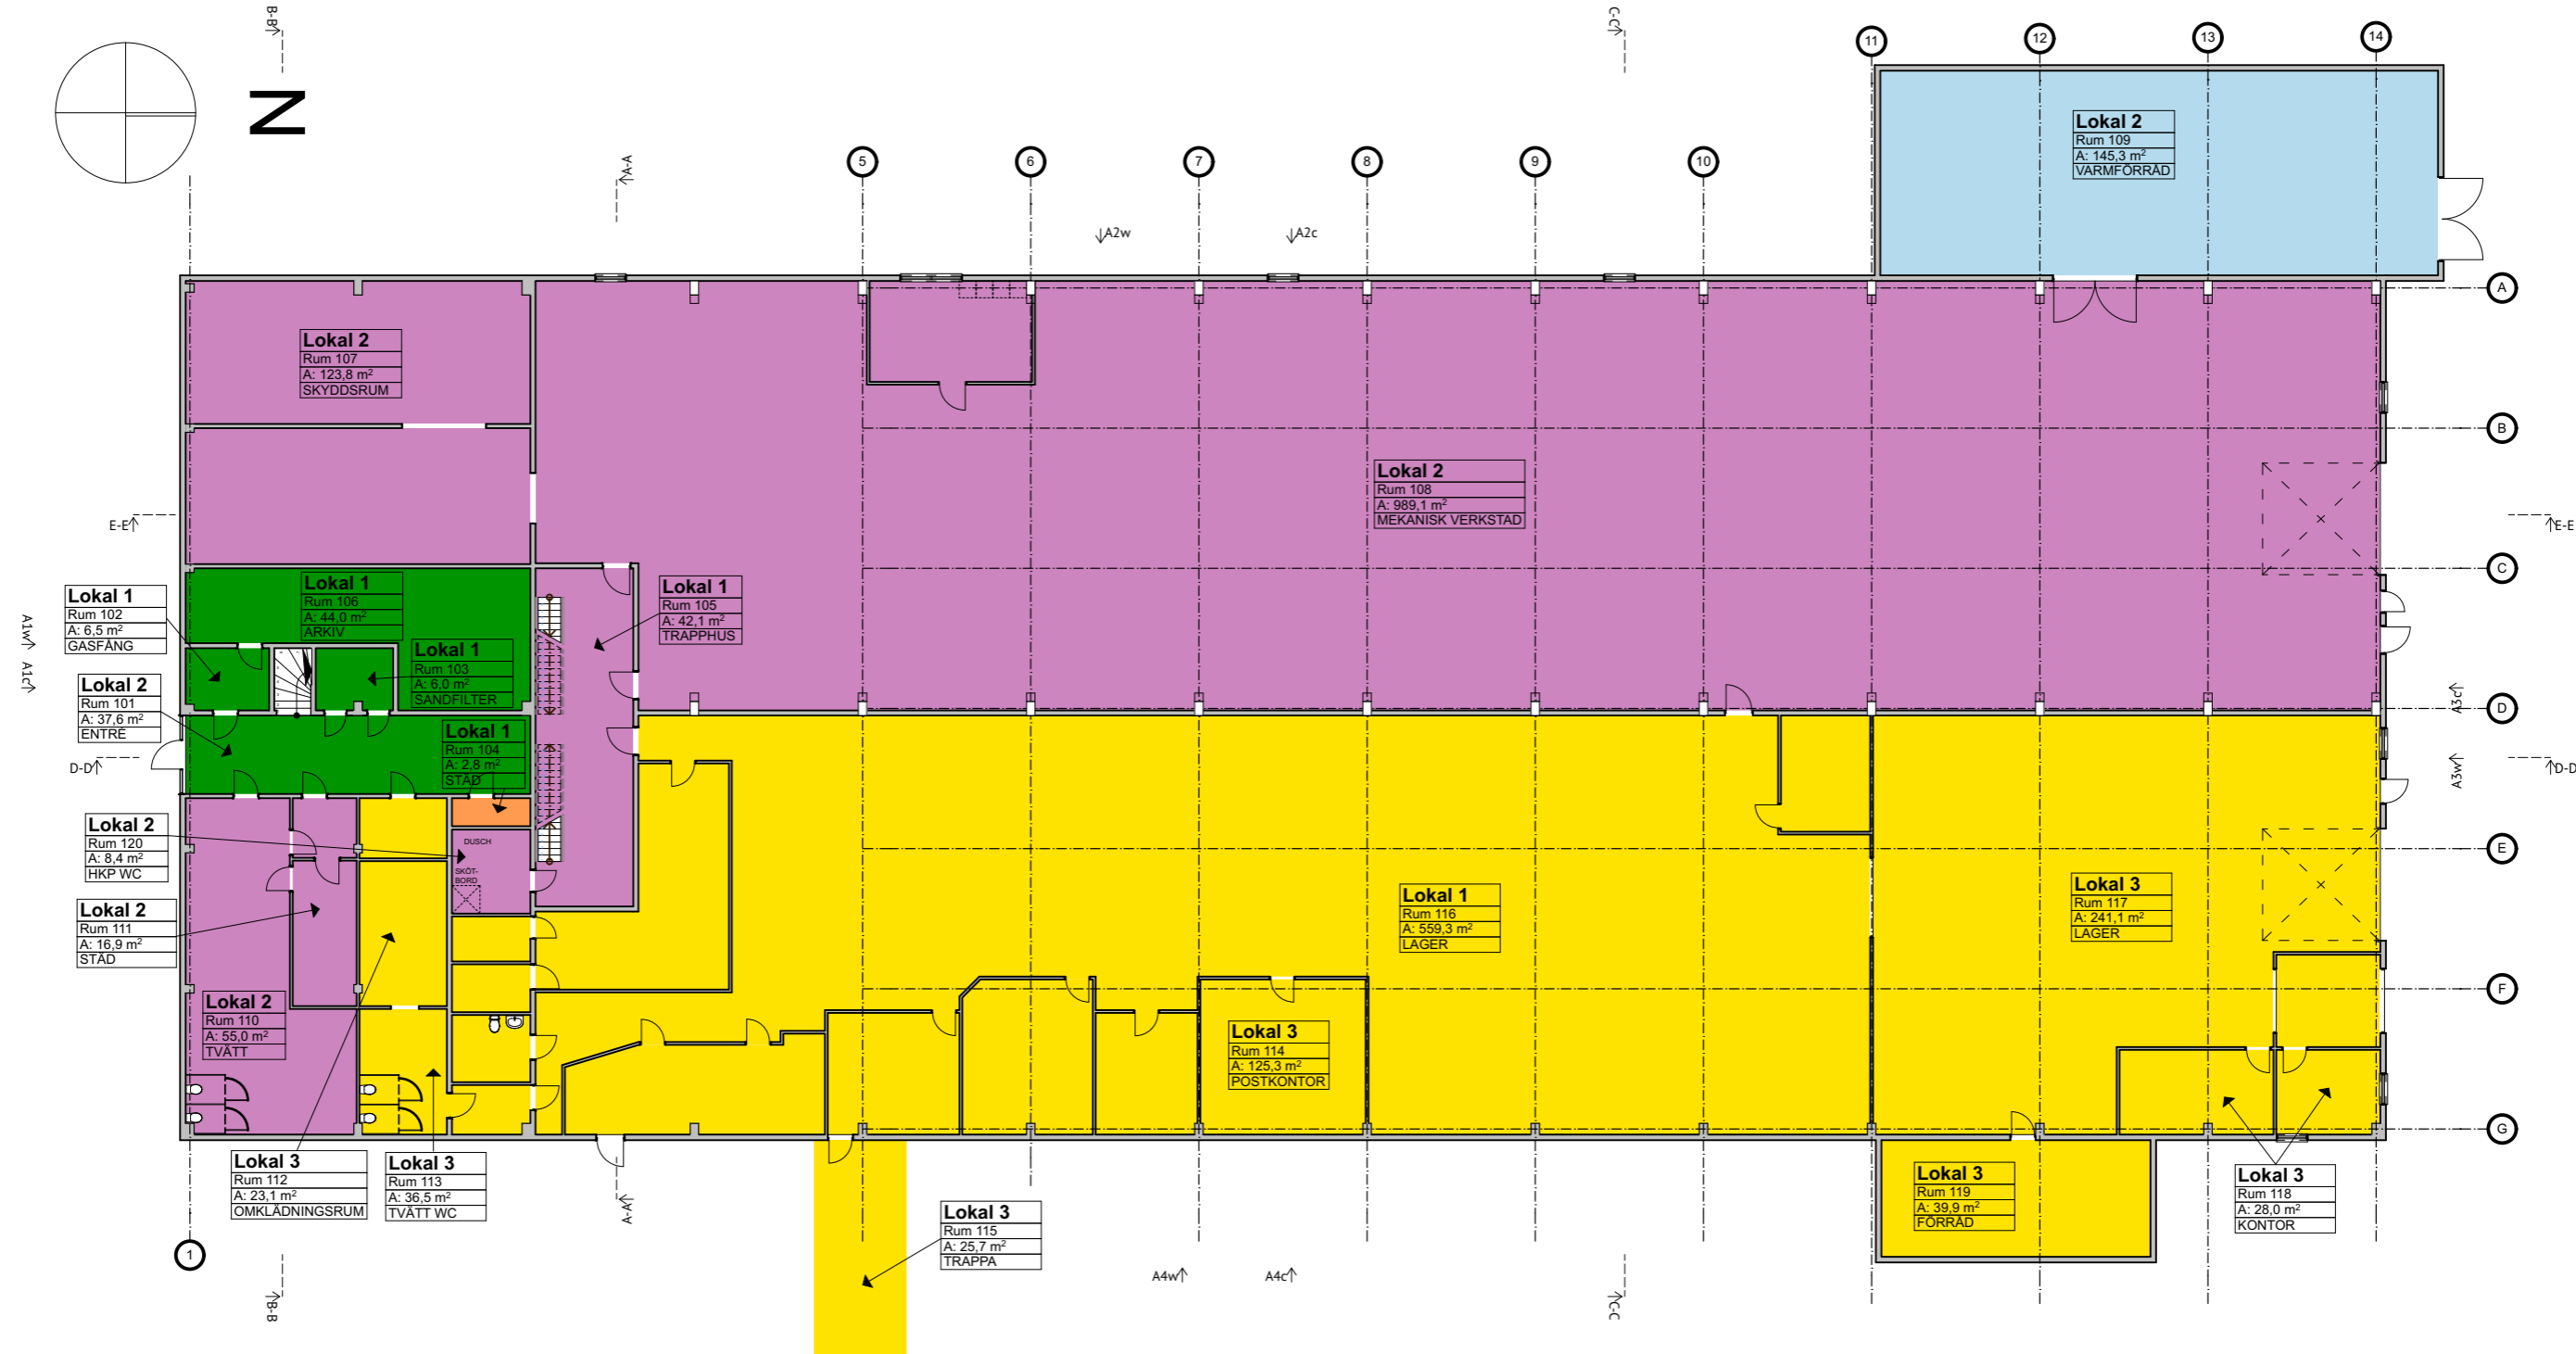 B-B
C-C
N
11
12
13
14
Lokal 2
Rum 109
A: 145,3 m²
VARMFÖRRÅD
A-A
5
6
7
8
9
10
A2w
A2c
A
Lokal 2
Rum 107
A: 123,8 m²
SKYDDSRUM
B
Lokal 2
Rum 108
A: 989,1 m²
MEKANISK VERKSTAD
E-E
E-E
C
Lokal 1
Rum 102
A: 6,5 m²
GASFÅNG
Lokal 1
Rum 106
A: 44,0 m²
ARKIV
Lokal 1
Rum 105
A: 42,1 m²
TRAPPHUS
A1w
A1c
Lokal 1
Rum 103
A: 6,0 m²
SANDFILTER
Lokal 2
Rum 101
A: 37,6 m²
ENTRÉ
A3c
D
Lokal 1
Rum 104
A: 2,8 m²
STÄD
D-D
A3w
D-D
Lokal 2
Rum 120
A: 8,4 m²
HKP WC
DUSCH
SKÖT-
BORD
E
Lokal 2
Rum 111
A: 16,9 m²
STÄD
Lokal 1
Rum 116
A: 559,3 m²
LAGER
Lokal 3
Rum 117
A: 241,1 m²
LAGER
F
Lokal 2
Rum 110
A: 55,0 m²
TVÄTT
Lokal 3
Rum 114
A: 125,3 m²
POSTKONTOR
G
Lokal 3
Rum 112
A: 23,1 m²
OMKLÄDNINGSRUM
Lokal 3
Rum 113
A: 36,5 m²
TVÄTT WC
A-A
Lokal 3
Rum 115
A: 25,7 m²
TRAPPA
Lokal 3
Rum 119
A: 39,9 m²
FÖRRÅD
Lokal 3
Rum 118
A: 28,0 m²
KONTOR
1
A4w
A4c
B-B
C-C